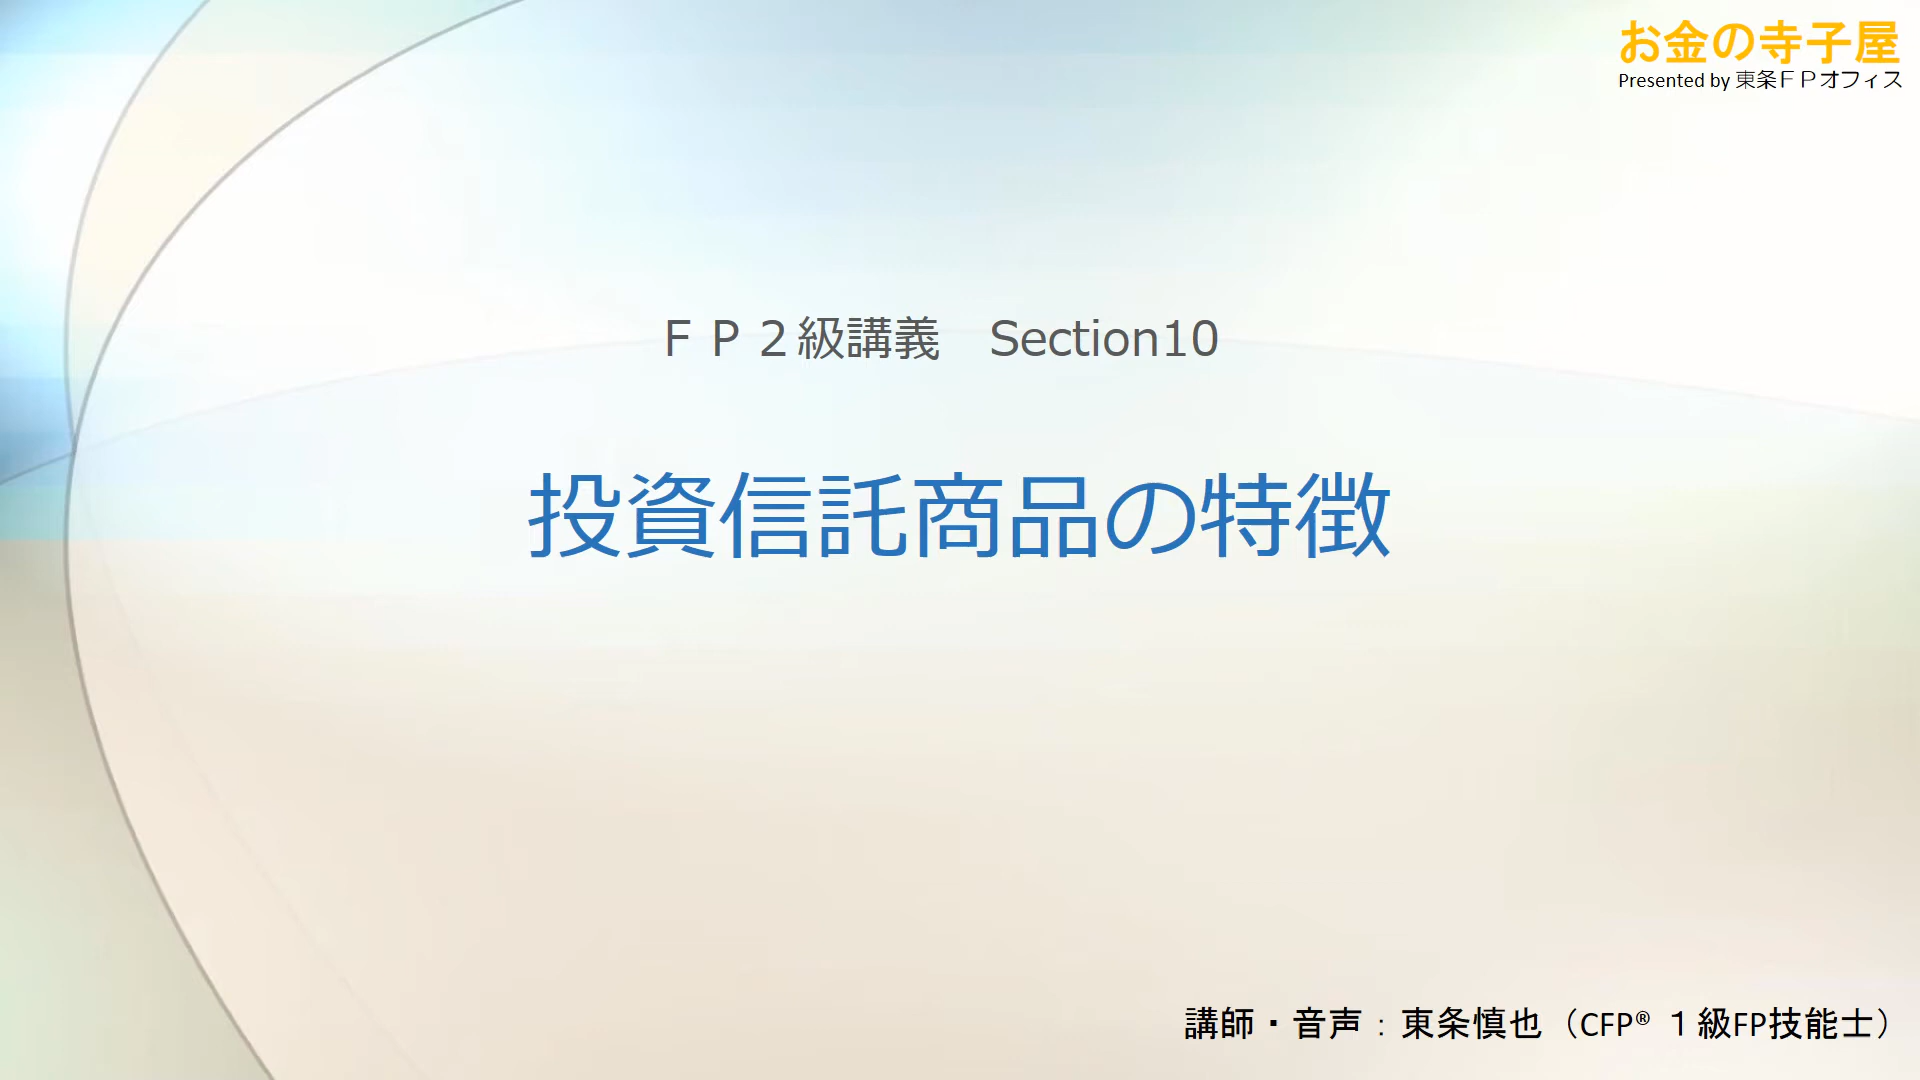 お金の寺子屋
Presented by 東条ＦＰオフィス
ＦＰ２級講義　Section10
投資信託商品の特徴
講師・音声：東条慎也（CFP® １級FP技能士）